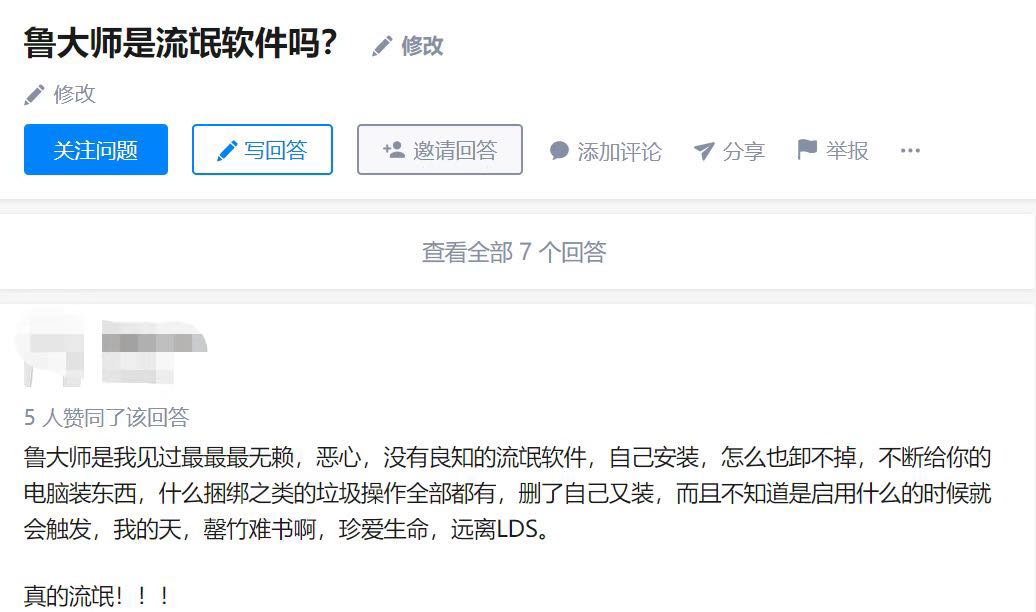 鲁大师是流氓软件吗？ 修改
修改
关注问题 写回答 邀请回答 添加评论 分享 举报 ...
查看全部 7 个回答
5 人赞同了该回答
鲁大师是我见过最最最无赖，恶心，没有良知的流氓软件，自己安装，怎么也卸不掉，不断给你的
电脑装东西，什么捆绑之类的垃圾操作全部都有，删了自己又装，而且不知道是启用什么的时候就
会触发，我的天，罄竹难书啊，珍爱生命，远离LDS。
真的流氓！！！